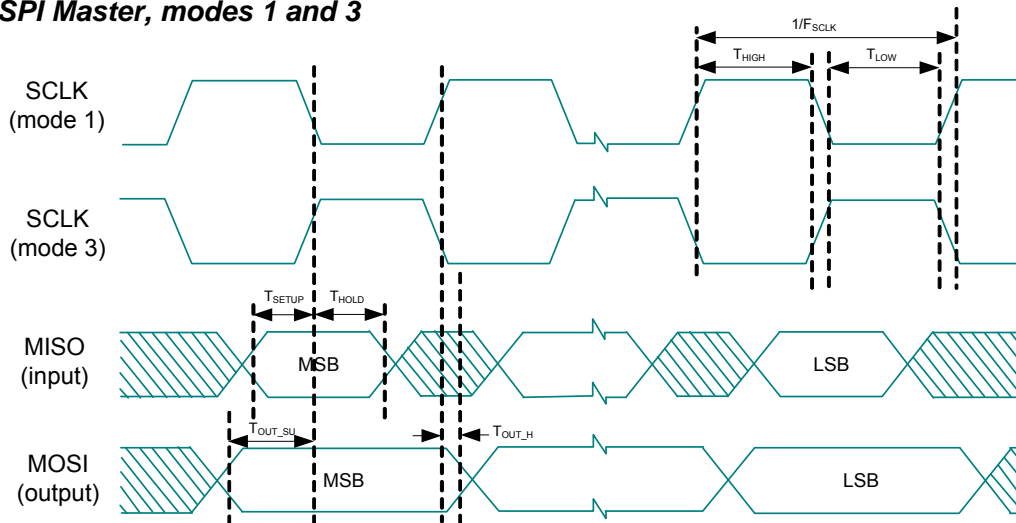 SPI Master, modes 1 and 3
1/FSCLK
THIGH
TLOW
SCLK
(mode 1)
SCLK
(mode 3)
TSETUP
THOLD
MISO
(input)
MSB
LSB
TOUT_SU
TOUT_H
MOSI
(output)
MSB
LSB